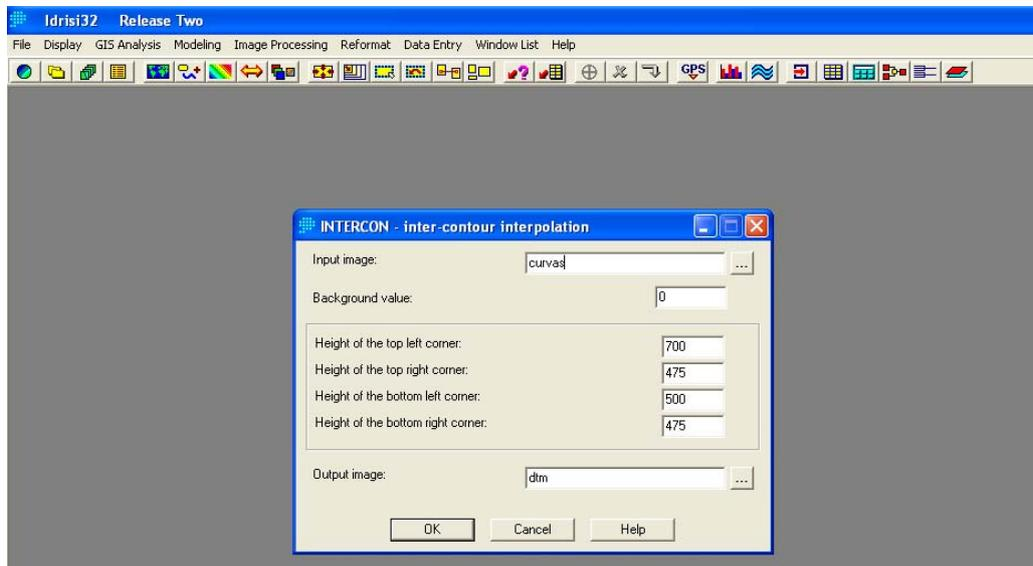 Idrisi32 Release Two
File Display GIS Analysis Modeling Image Processing Reformat Data Entry Window List Help
GPS
INTERCON - inter-contour interpolation
Input image: curvas ...
Background value: 0
Height of the top left corner: 700
Height of the top right corner: 475
Height of the bottom left corner: 500
Height of the bottom right corner: 475
Output image: dtm ...
OK Cancel Help